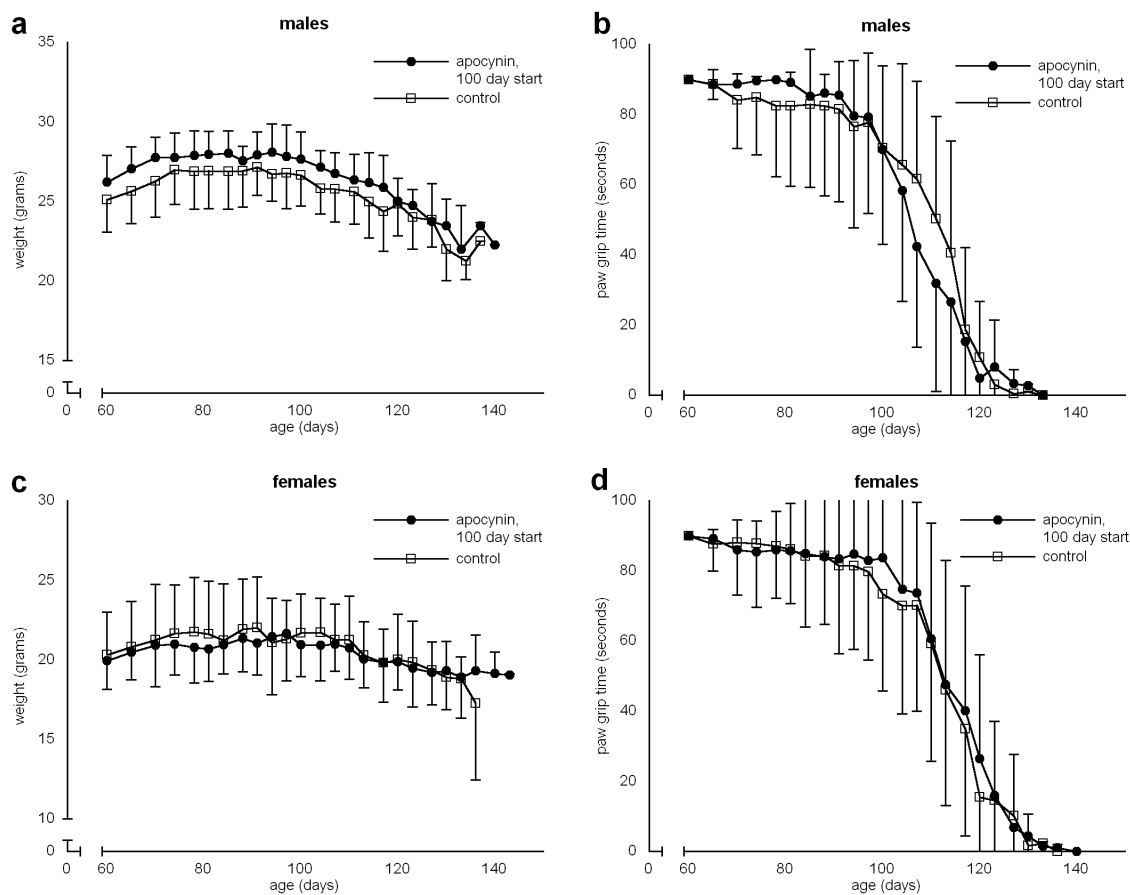 a
males
35
30
25
20
15
0
weight (grams)
apocynin,
100 day start
control
0 60 80 100 120 140
age (days)
b
males
100
80
60
40
20
0
paw grip time (seconds)
apocynin,
100 day start
control
0 60 80 100 120 140
age (days)
c
females
30
25
20
15
10
0
weight (grams)
apocynin,
100 day start
control
0 60 80 100 120 140
age (days)
d
females
100
80
60
40
20
0
paw grip time (seconds)
apocynin,
100 day start
control
0 60 80 100 120 140
age (days)